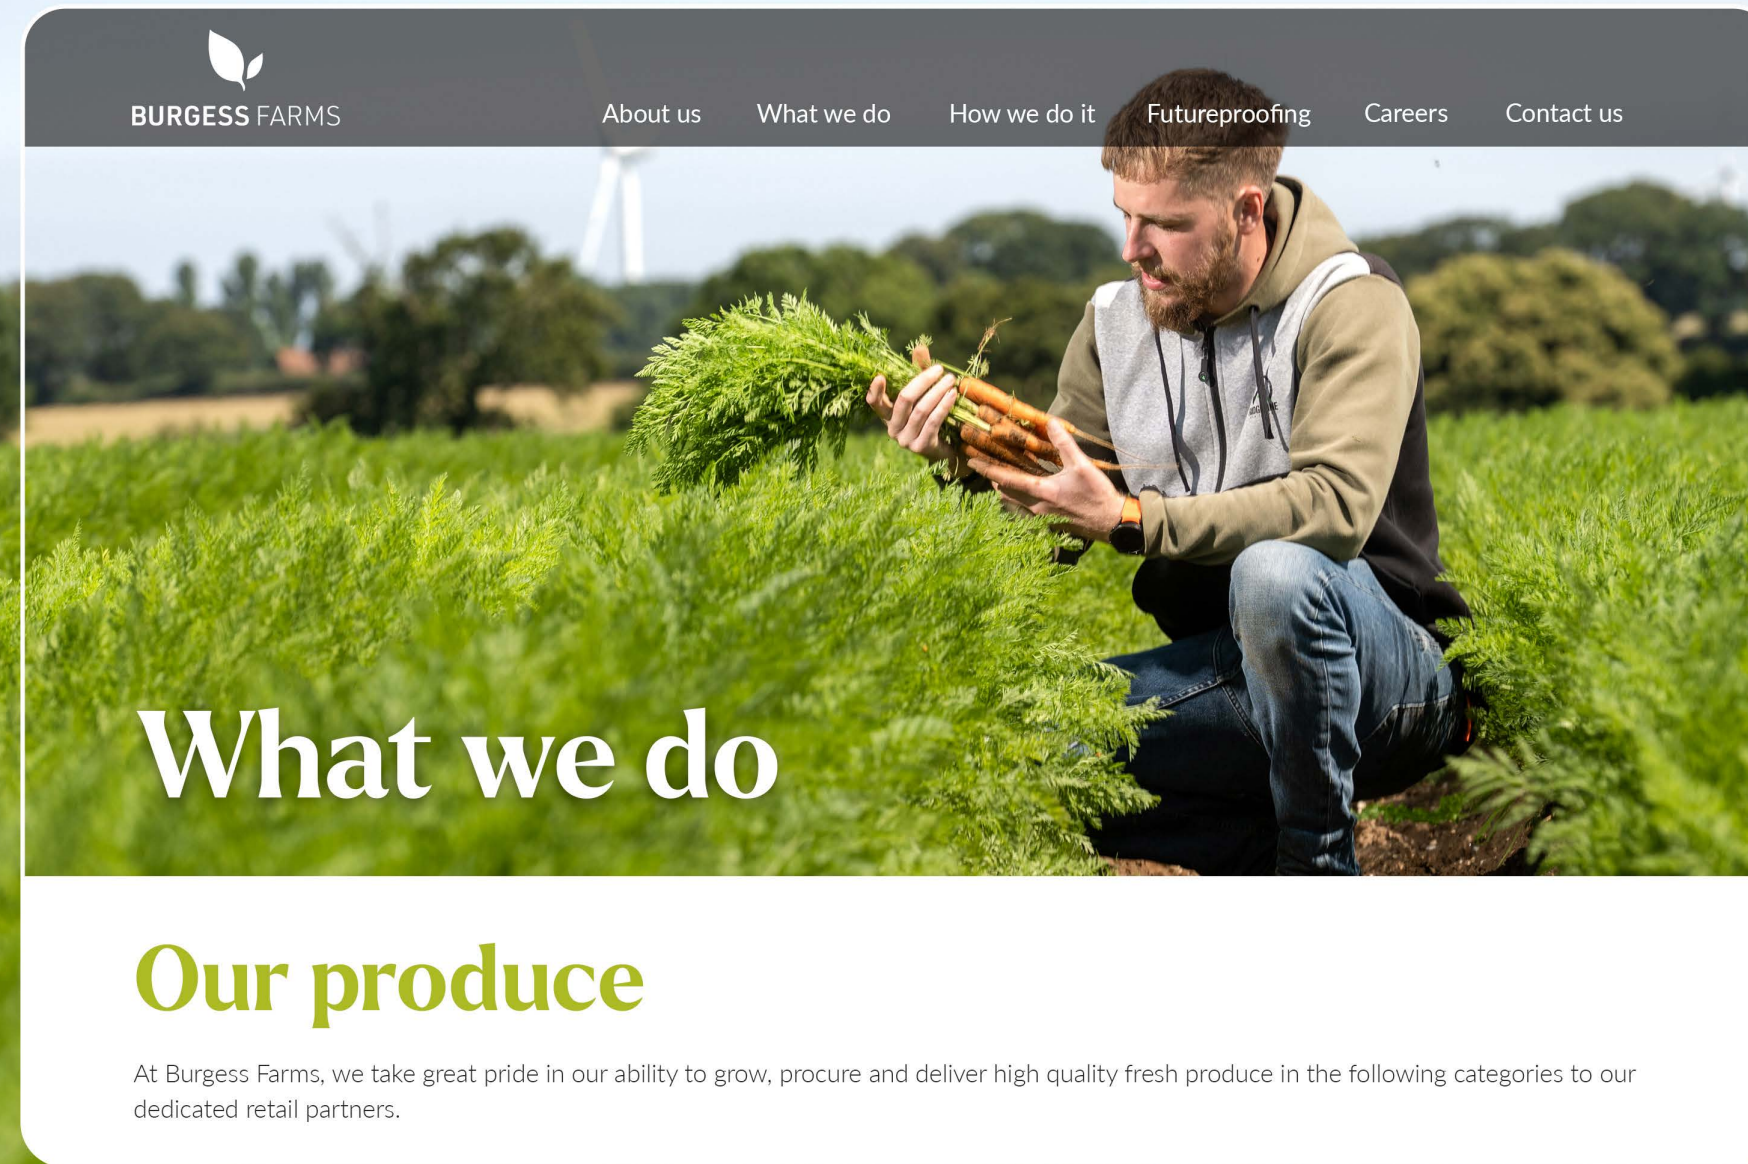 BURGESS FARMS
About us What we do How we do it Futureproofing Careers Contact us
What we do
Our produce
At Burgess Farms, we take great pride in our ability to grow, procure and deliver high quality fresh produce in the following categories to our
dedicated retail partners.